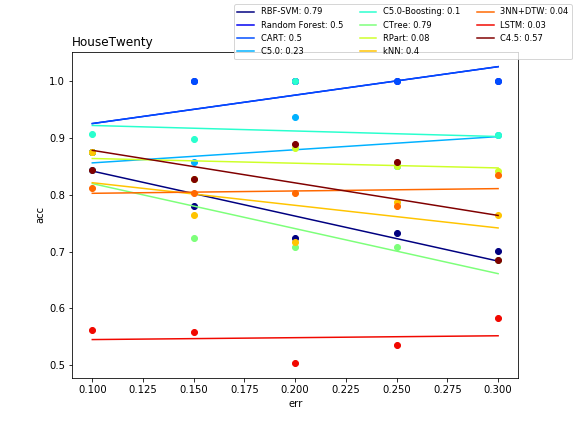 RBF-SVM: 0.79
Random Forest: 0.5
CART: 0.5
C5.0: 0.23
C5.0-Boosting: 0.1
CTree: 0.79
RPart: 0.08
kNN: 0.4
3NN+DTW: 0.04
LSTM: 0.03
C4.5: 0.57
HouseTwenty
1.0
0.9
0.8
0.7
0.6
0.5
acc
0.100 0.125 0.150 0.175 0.200 0.225 0.250 0.275 0.300
err